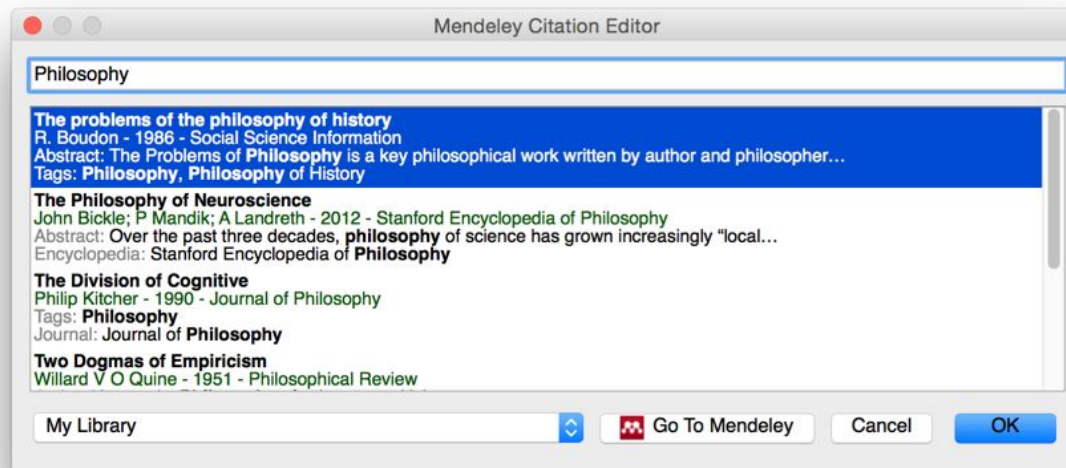 Mendeley Citation Editor
Philosophy
The problems of the philosophy of history
R. Boudon - 1986 - Social Science Information
Abstract: The Problems of Philosophy is a key philosophical work written by author and philosopher...
Tags: Philosophy, Philosophy of History
The Philosophy of Neuroscience
John Bickle; P Mandik; A Landreth - 2012 - Stanford Encyclopedia of Philosophy
Abstract: Over the past three decades, philosophy of science has grown increasingly “local...
Encyclopedia: Stanford Encyclopedia of Philosophy
The Division of Cognitive
Philip Kitcher - 1990 - Journal of Philosophy
Tags: Philosophy
Journal: Journal of Philosophy
Two Dogmas of Empiricism
Willard V O Quine - 1951 - Philosophical Review
My Library Go To Mendeley Cancel OK